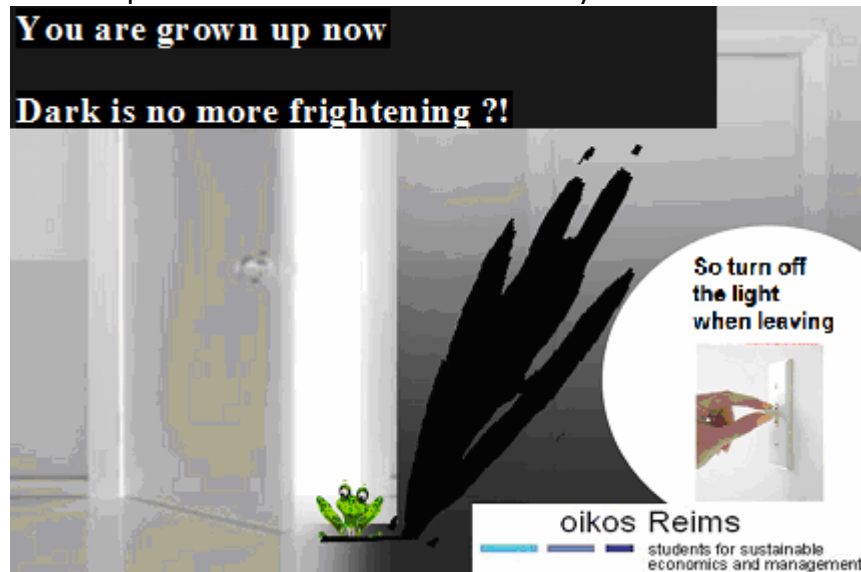 You are grown up now
Dark is no more frightening ?!
So turn off
the light
when leaving
oikos Reims
students for sustainable
economics and management